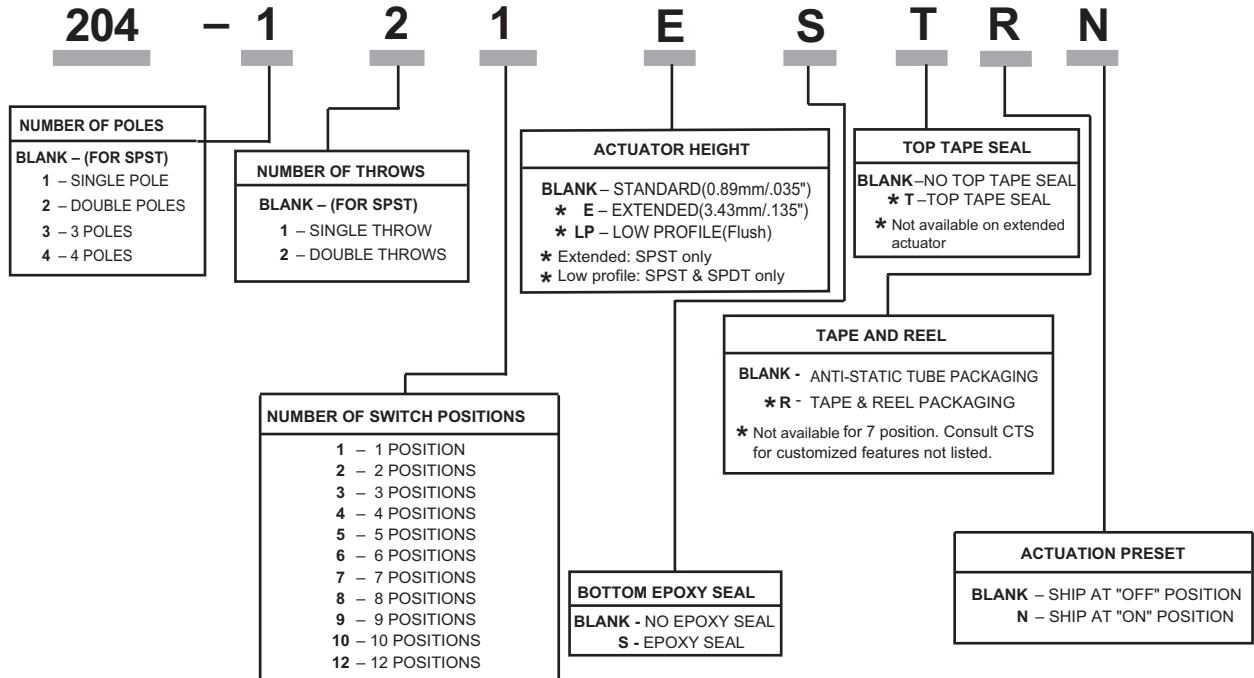 204 – 1 2 1 E S T R N
NUMBER OF POLES
BLANK – (FOR SPST)
1 – SINGLE POLE
2 – DOUBLE POLES
3 – 3 POLES
4 – 4 POLES
NUMBER OF THROWS
BLANK – (FOR SPST)
1 – SINGLE THROW
2 – DOUBLE THROWS
ACTUATOR HEIGHT
BLANK – STANDARD(0.89mm/.035")
* E – EXTENDED(3.43mm/.135")
* LP – LOW PROFILE(Flush)
* Extended: SPST only
* Low profile: SPST & SPDT only
TOP TAPE SEAL
BLANK –NO TOP TAPE SEAL
* T –TOP TAPE SEAL
* Not available on extended
actuator
TAPE AND REEL
BLANK - ANTI-STATIC TUBE PACKAGING
* R - TAPE & REEL PACKAGING
* Not available for 7 position. Consult CTS
for customized features not listed.
NUMBER OF SWITCH POSITIONS
1 – 1 POSITION
2 – 2 POSITIONS
3 – 3 POSITIONS
4 – 4 POSITIONS
5 – 5 POSITIONS
6 – 6 POSITIONS
7 – 7 POSITIONS
8 – 8 POSITIONS
9 – 9 POSITIONS
10 – 10 POSITIONS
12 – 12 POSITIONS
BOTTOM EPOXY SEAL
BLANK - NO EPOXY SEAL
S - EPOXY SEAL
ACTUATION PRESET
BLANK – SHIP AT "OFF" POSITION
N – SHIP AT "ON" POSITION